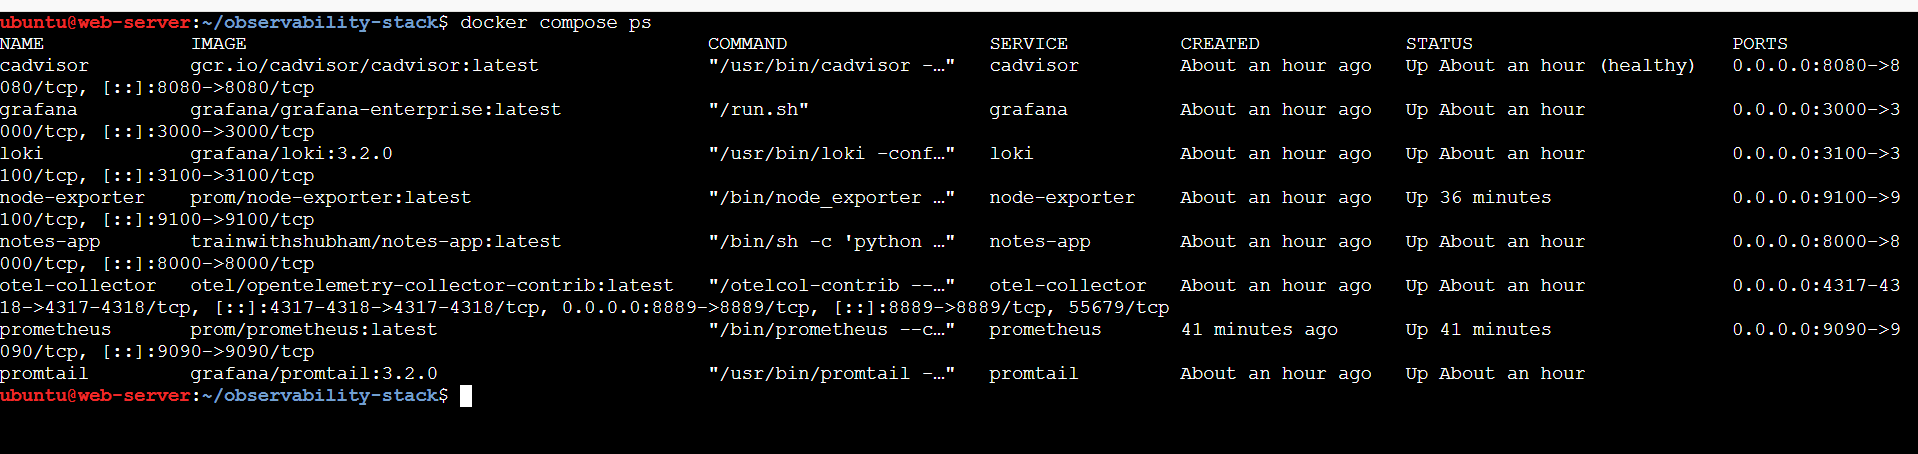 ubuntu@web-server:~/observability-stack$ docker compose ps
NAME             IMAGE                                         COMMAND                  SERVICE          CREATED             STATUS                       PORTS
cadvisor         gcr.io/cadvisor/cadvisor:latest               "/usr/bin/cadvisor -…"   cadvisor         About an hour ago   Up About an hour (healthy)   0.0.0.0:8080->8
080/tcp, [::]:8080->8080/tcp
grafana          grafana/grafana-enterprise:latest             "/run.sh"                grafana          About an hour ago   Up About an hour             0.0.0.0:3000->3
000/tcp, [::]:3000->3000/tcp
loki             grafana/loki:3.2.0                            "/usr/bin/loki -conf…"   loki             About an hour ago   Up About an hour             0.0.0.0:3100->3
100/tcp, [::]:3100->3100/tcp
node-exporter    prom/node-exporter:latest                     "/bin/node_exporter …"   node-exporter    About an hour ago   Up 36 minutes                0.0.0.0:9100->9
100/tcp, [::]:9100->9100/tcp
notes-app        trainwithshubham/notes-app:latest             "/bin/sh -c 'python …"   notes-app        About an hour ago   Up About an hour             0.0.0.0:8000->8
000/tcp, [::]:8000->8000/tcp
otel-collector   otel/opentelemetry-collector-contrib:latest   "/otelcol-contrib --…"   otel-collector   About an hour ago   Up About an hour             0.0.0.0:4317-43
18->4317-4318/tcp, [::]:4317-4318->4317-4318/tcp, 0.0.0.0:8889->8889/tcp, [::]:8889->8889/tcp, 55679/tcp
prometheus       prom/prometheus:latest                        "/bin/prometheus --c…"   prometheus       41 minutes ago      Up 41 minutes                0.0.0.0:9090->9
090/tcp, [::]:9090->9090/tcp
promtail         grafana/promtail:3.2.0                        "/usr/bin/promtail -…"   promtail         About an hour ago   Up About an hour
ubuntu@web-server:~/observability-stack$